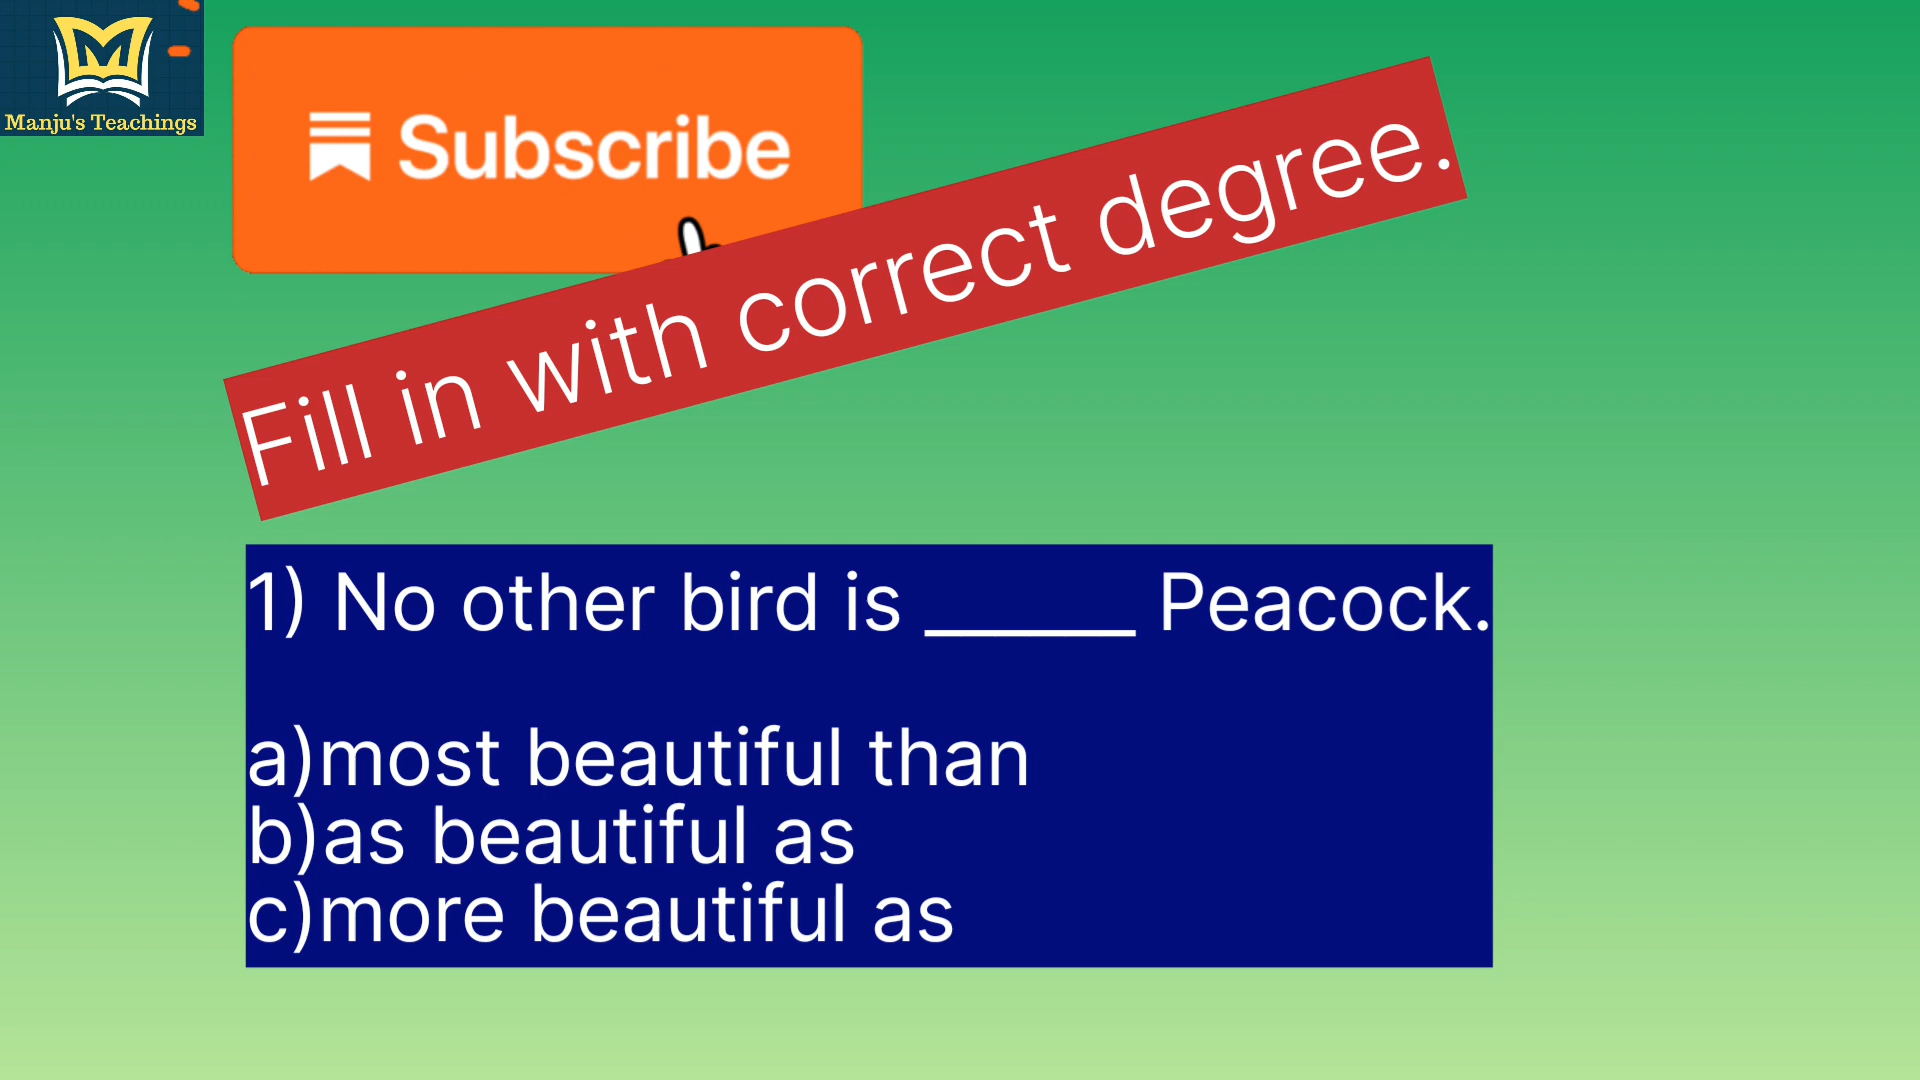 Manju's Teachings
Subscribe
Fill in with correct degree.
1) No other bird is ______ Peacock.
a)most beautiful than
b)as beautiful as
c)more beautiful as